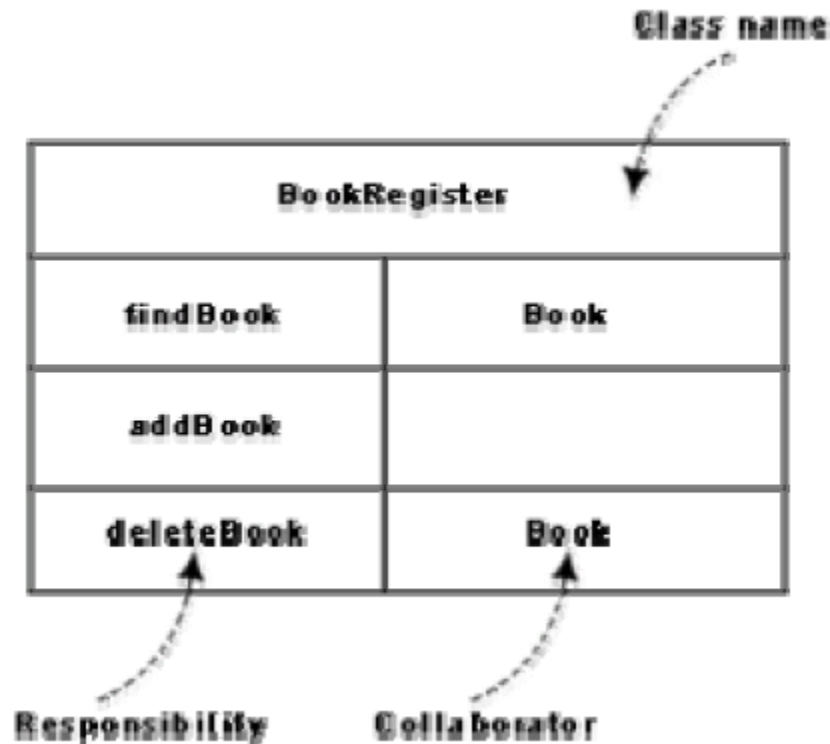 Class name
BookRegister
findBook Book
addBook
deleteBook Book
Responsibility Collaborator